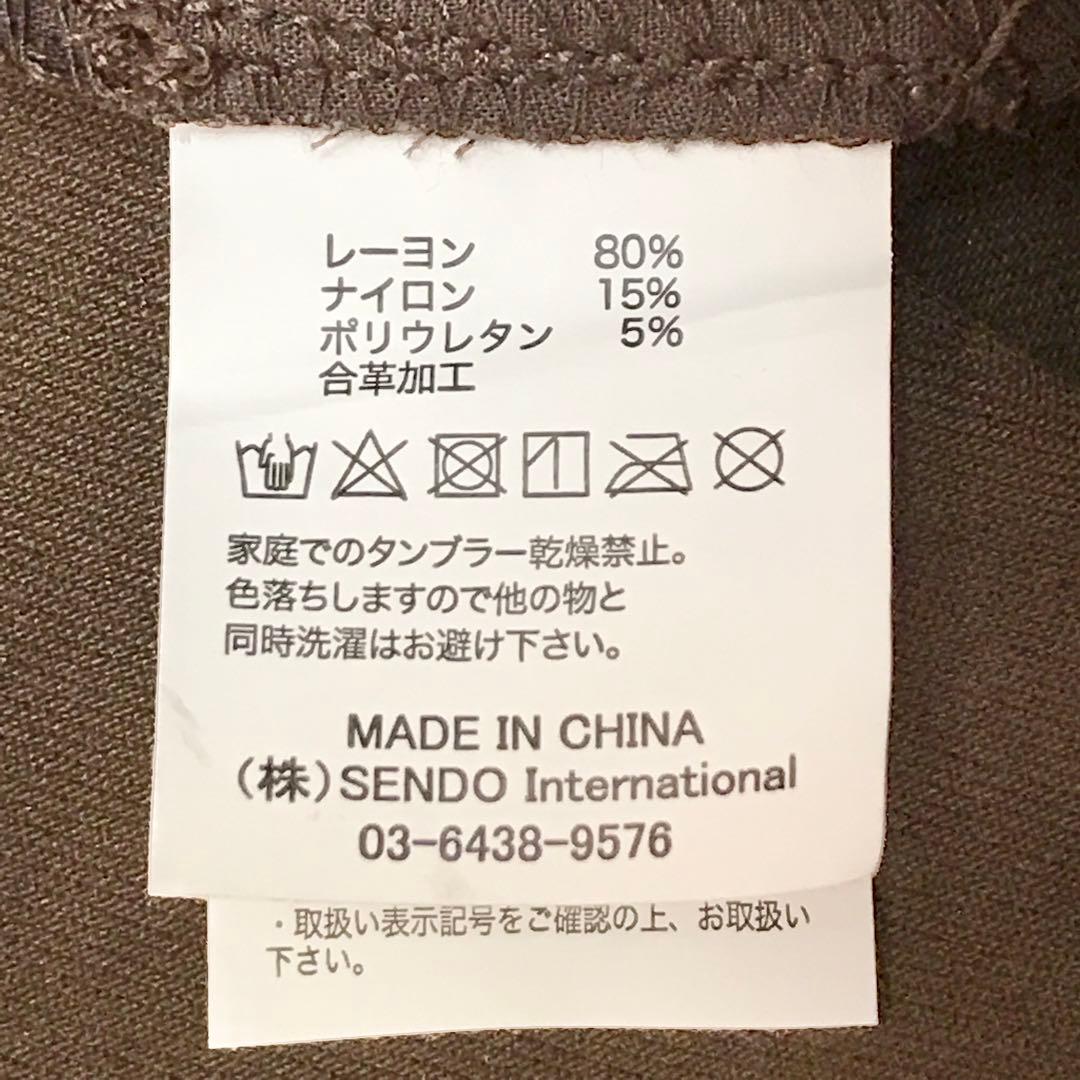 レーヨン 80%
ナイロン 15%
ポリウレタン 5%
合革加工
家庭でのタンブラー乾燥禁止。
色落ちしますので他の物と
同時洗濯はお避け下さい。
MADE IN CHINA
(株)SENDO International
03-6438-9576
・取扱い表示記号をご確認の上、お取扱い
下さい。